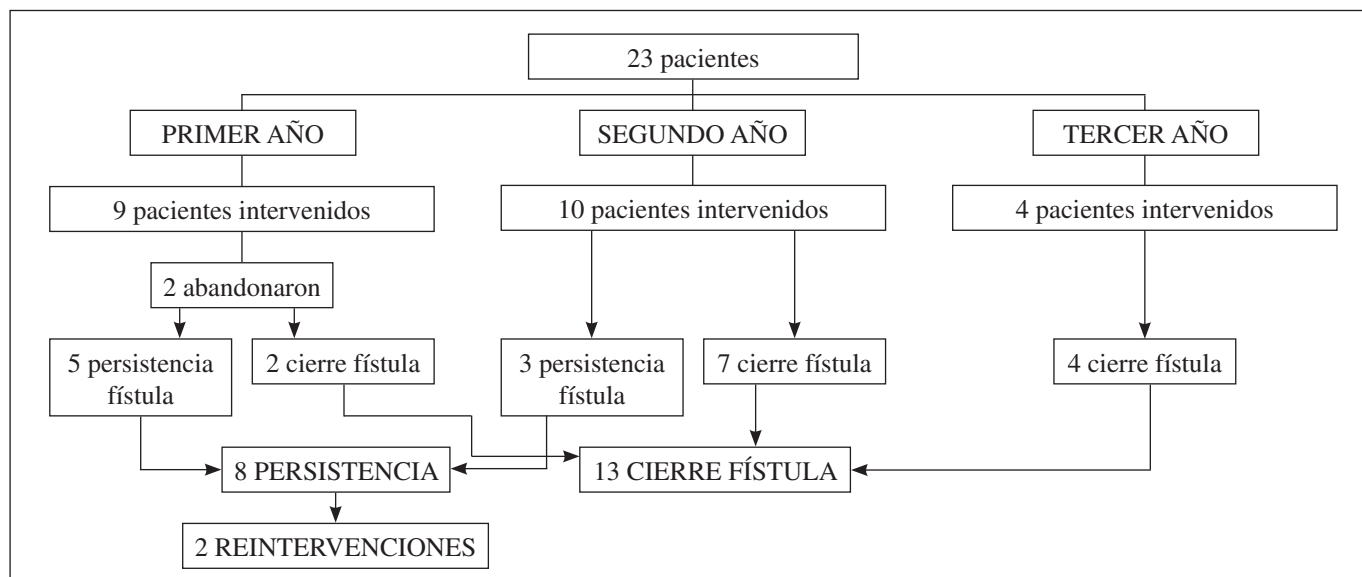 23 pacientes
PRIMER AÑO
SEGUNDO AÑO
TERCER AÑO
9 pacientes intervenidos
10 pacientes intervenidos
4 pacientes intervenidos
2 abandonaron
5 persistencia
fístula
2 cierre fístula
3 persistencia
fístula
7 cierre fístula
4 cierre fístula
8 PERSISTENCIA
13 CIERRE FÍSTULA
2 REINTERVENCIONES